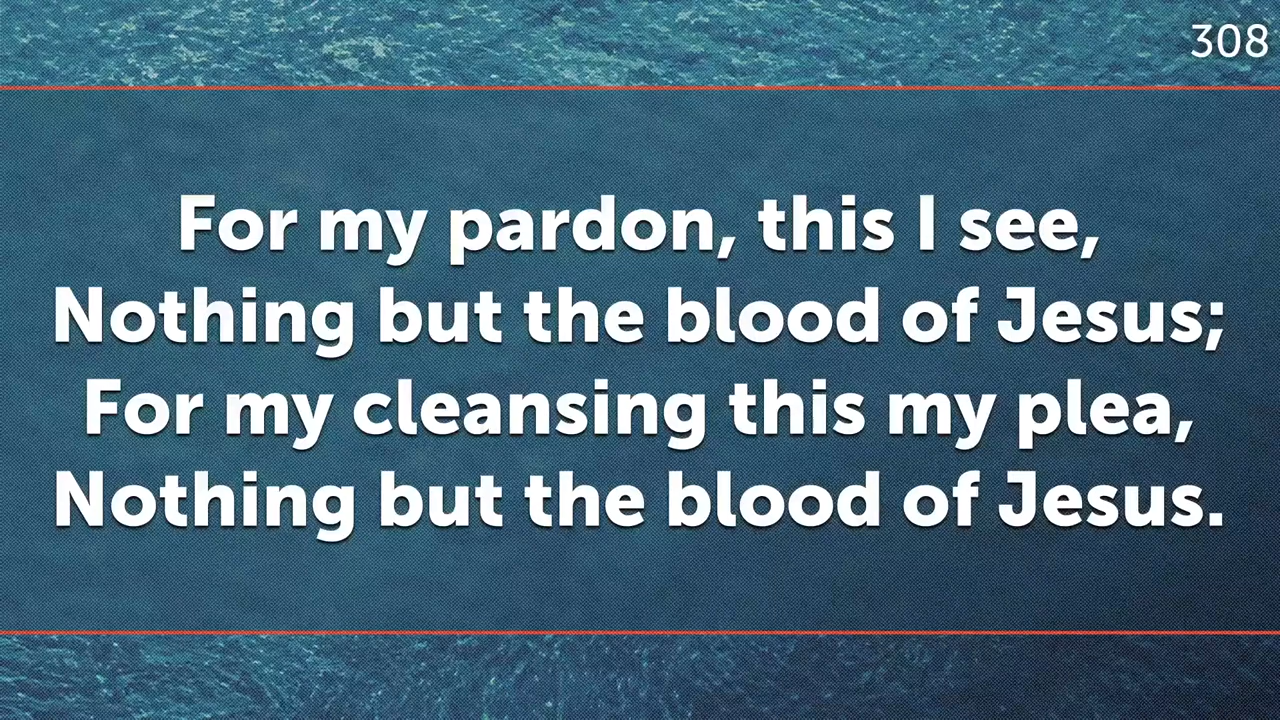 308
For my pardon, this I see,
Nothing but the blood of Jesus;
For my cleansing this my plea,
Nothing but the blood of Jesus.